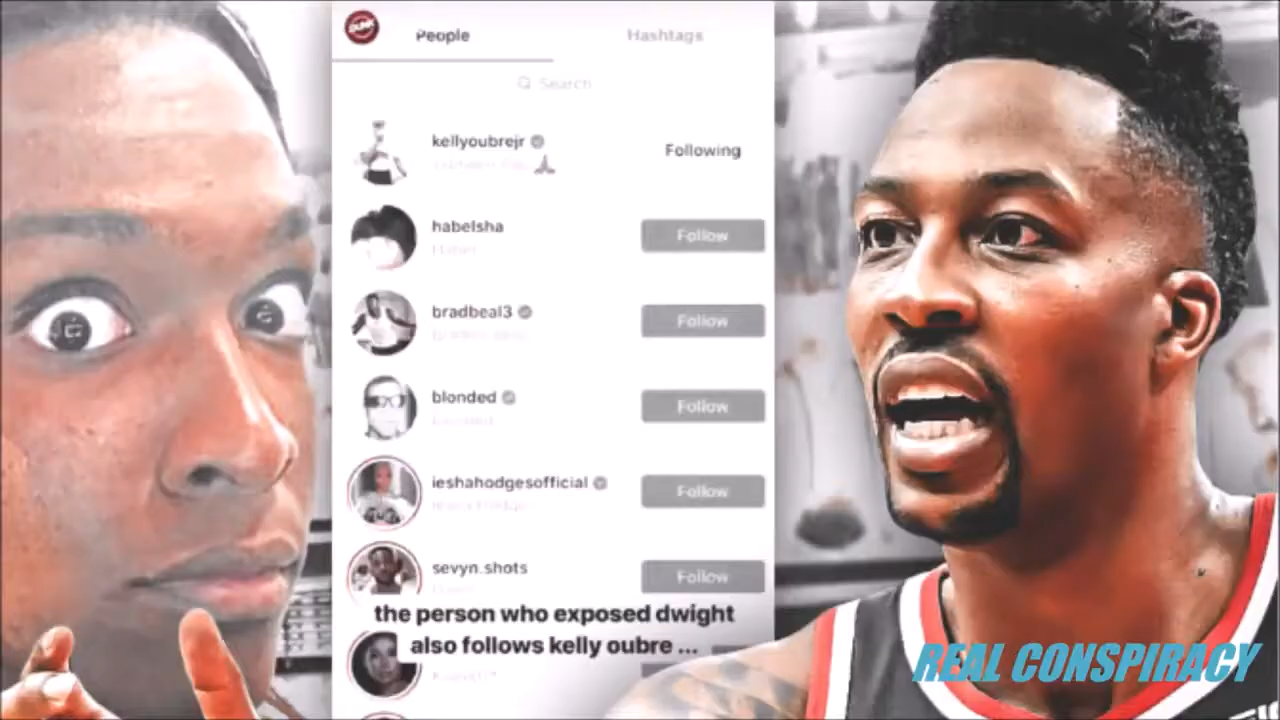 People
Hashtags
Search
kellyoubrejr
Following
habelsha
Follow
bradbeal3
Follow
blonded
Follow
ieshahodgesofficial
Follow
sevyn.shots
Follow
the person who exposed dwight
also follows kelly oubre ...
REAL CONSPIRACY